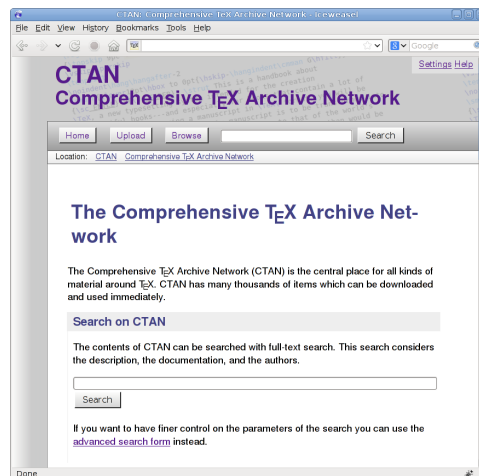 CTAN: Comprehensive TEX Archive Network - Iceweasel
File Edit View History Bookmarks Tools Help
Google
Settings Help
CTAN
Comprehensive TEX Archive Network
Home Upload Browse Search
Location: CTAN Comprehensive TEX Archive Network
The Comprehensive TEX Archive Net-
work
The Comprehensive TEX Archive Network (CTAN) is the central place for all kinds of
material around TEX. CTAN has many thousands of items which can be downloaded
and used immediately.
Search on CTAN
The contents of CTAN can be searched with full-text search. This search considers
the description, the documentation, and the authors.
Search
If you want to have finer control on the parameters of the search you can use the
advanced search form instead.
Done